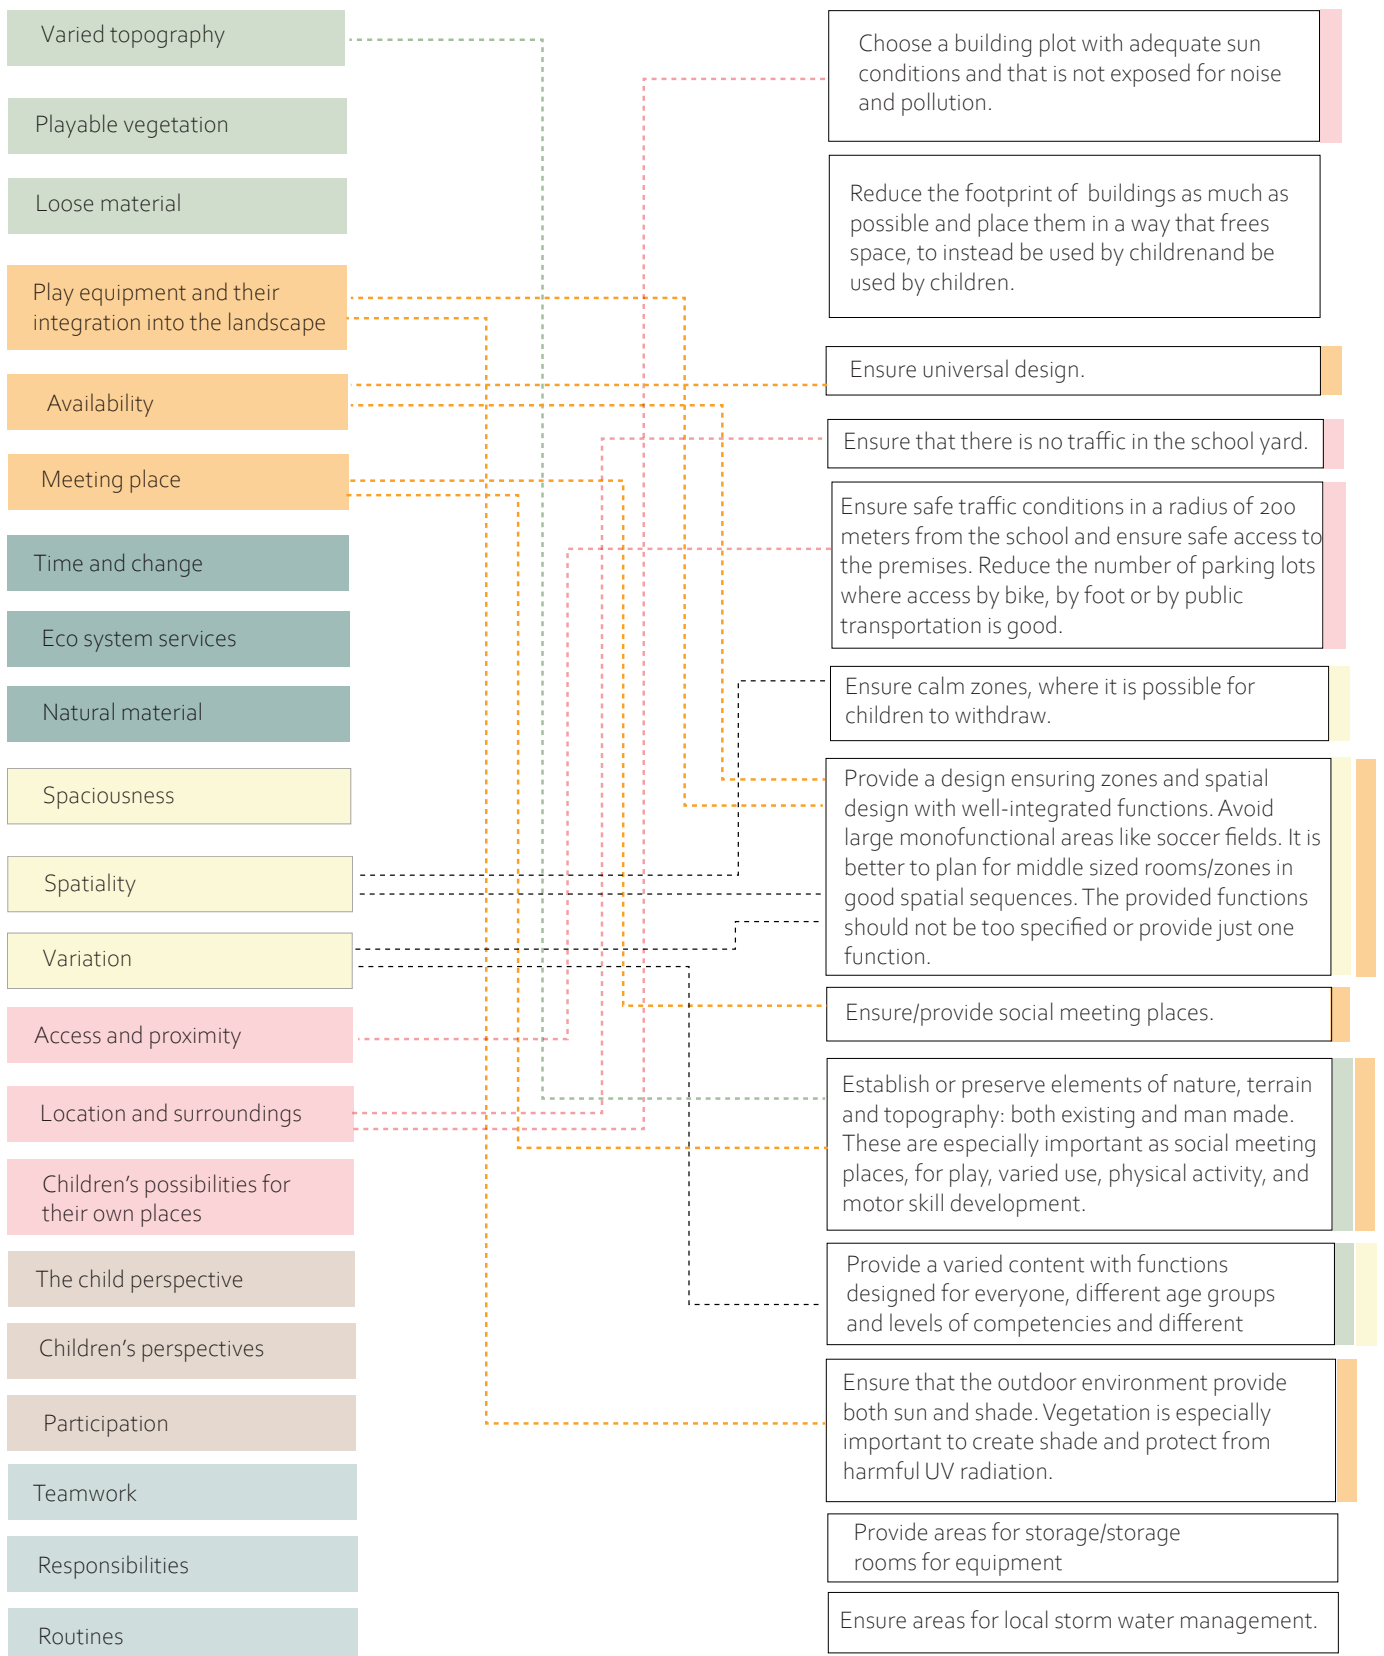 Varied topography
Playable vegetation
Loose material
Play equipment and their
integration into the landscape
Availability
Meeting place
Time and change
Eco system services
Natural material
Spaciousness
Spatiality
Variation
Access and proximity
Location and surroundings
Children's possibilities for
their own places
The child perspective
Children's perspectives
Participation
Teamwork
Responsibilities
Routines
Choose a building plot with adequate sun
conditions and that is not exposed for noise
and pollution.
Reduce the footprint of buildings as much as
possible and place them in a way that frees
space, to instead be used by childrenand be
used by children.
Ensure universal design.
Ensure that there is no traffic in the school yard.
Ensure safe traffic conditions in a radius of 200
meters from the school and ensure safe access to
the premises. Reduce the number of parking lots
where access by bike, by foot or by public
transportation is good.
Ensure calm zones, where it is possible for
children to withdraw.
Provide a design ensuring zones and spatial
design with well-integrated functions. Avoid
large monofunctional areas like soccer fields. It is
better to plan for middle sized rooms/zones in
good spatial sequences. The provided functions
should not be too specified or provide just one
function.
Ensure/provide social meeting places.
Establish or preserve elements of nature, terrain
and topography: both existing and man made.
These are especially important as social meeting
places, for play, varied use, physical activity, and
motor skill development.
Provide a varied content with functions
designed for everyone, different age groups
and levels of competencies and different
Ensure that the outdoor environment provide
both sun and shade. Vegetation is especially
important to create shade and protect from
harmful UV radiation.
Provide areas for storage/storage
rooms for equipment
Ensure areas for local storm water management.